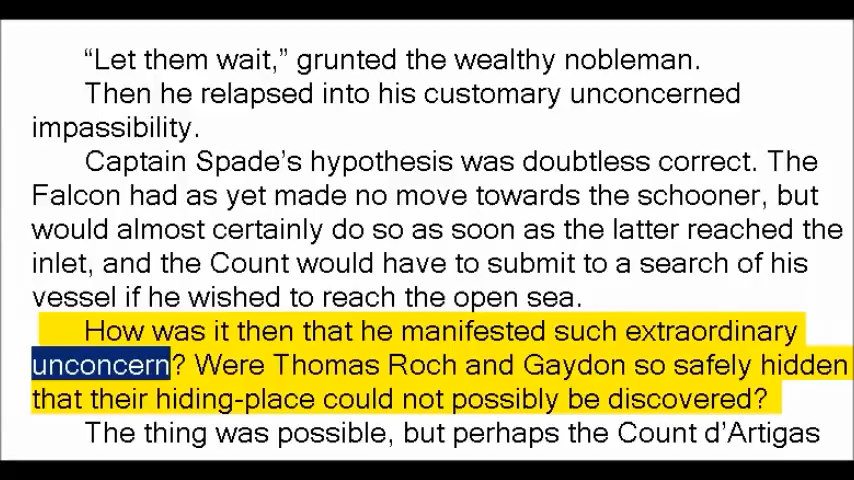 “Let them wait,” grunted the wealthy nobleman.
Then he relapsed into his customary unconcerned
impassibility.
Captain Spade’s hypothesis was doubtless correct. The
Falcon had as yet made no move towards the schooner, but
would almost certainly do so as soon as the latter reached the
inlet, and the Count would have to submit to a search of his
vessel if he wished to reach the open sea.
How was it then that he manifested such extraordinary
unconcern? Were Thomas Roch and Gaydon so safely hidden
that their hiding-place could not possibly be discovered?
The thing was possible, but perhaps the Count d’Artigas